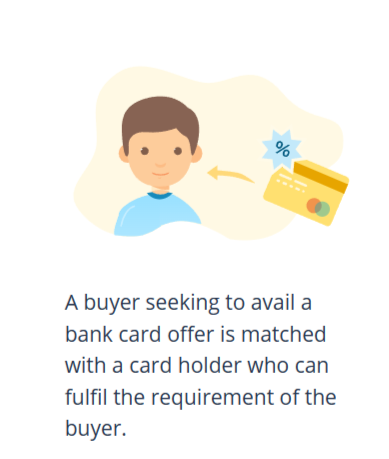 %
A buyer seeking to avail a
bank card offer is matched
with a card holder who can
fulfil the requirement of the
buyer.